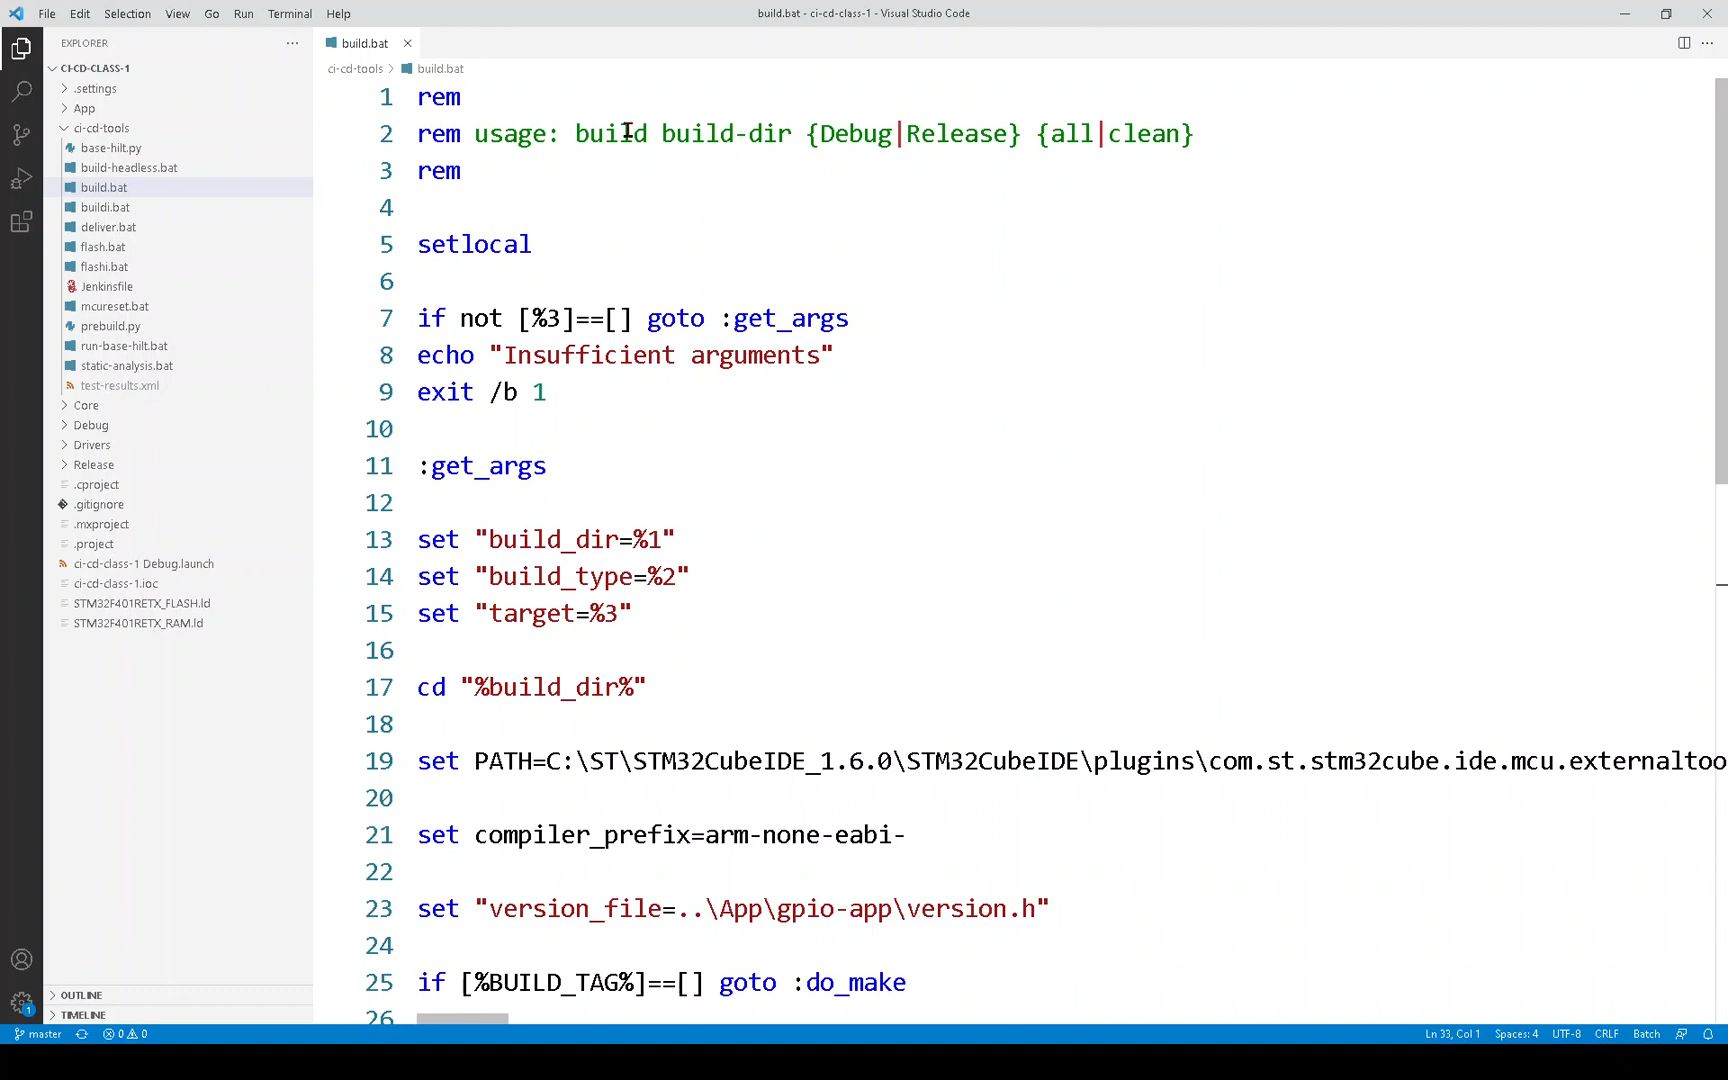 File Edit Selection View Go Run Terminal Help
build.bat - ci-cd-class-1 - Visual Studio Code
EXPLORER
CI-CD-CLASS-1
.settings
App
ci-cd-tools
base-hilt.py
build-headless.bat
build.bat
buildi.bat
deliver.bat
flash.bat
flashi.bat
Jenkinsfile
mcureset.bat
prebuild.py
run-base-hilt.bat
static-analysis.bat
test-results.xml
Core
Debug
Drivers
Release
.cproject
.gitignore
.mxproject
.project
ci-cd-class-1 Debug.launch
ci-cd-class-1.ioc
STM32F401RETX_FLASH.ld
STM32F401RETX_RAM.ld
OUTLINE
TIMELINE
build.bat
ci-cd-tools > build.bat
1 rem
2 rem usage: build build-dir {Debug|Release} {all|clean}
3 rem
4
5 setlocal
6
7 if not [%3]==[] goto :get_args
8 echo "Insufficient arguments"
9 exit /b 1
10
11 :get_args
12
13 set "build_dir=%1"
14 set "build_type=%2"
15 set "target=%3"
16
17 cd "%build_dir%"
18
19 set PATH=C:\ST\STM32CubeIDE_1.6.0\STM32CubeIDE\plugins\com.st.stm32cube.ide.mcu.externaltoo
20
21 set compiler_prefix=arm-none-eabi-
22
23 set "version_file=..\App\gpio-app\version.h"
24
25 if [%BUILD_TAG%]==[] goto :do_make
26
1
master 0 0 Ln 33, Col 1 Spaces: 4 UTF-8 CRLF Batch